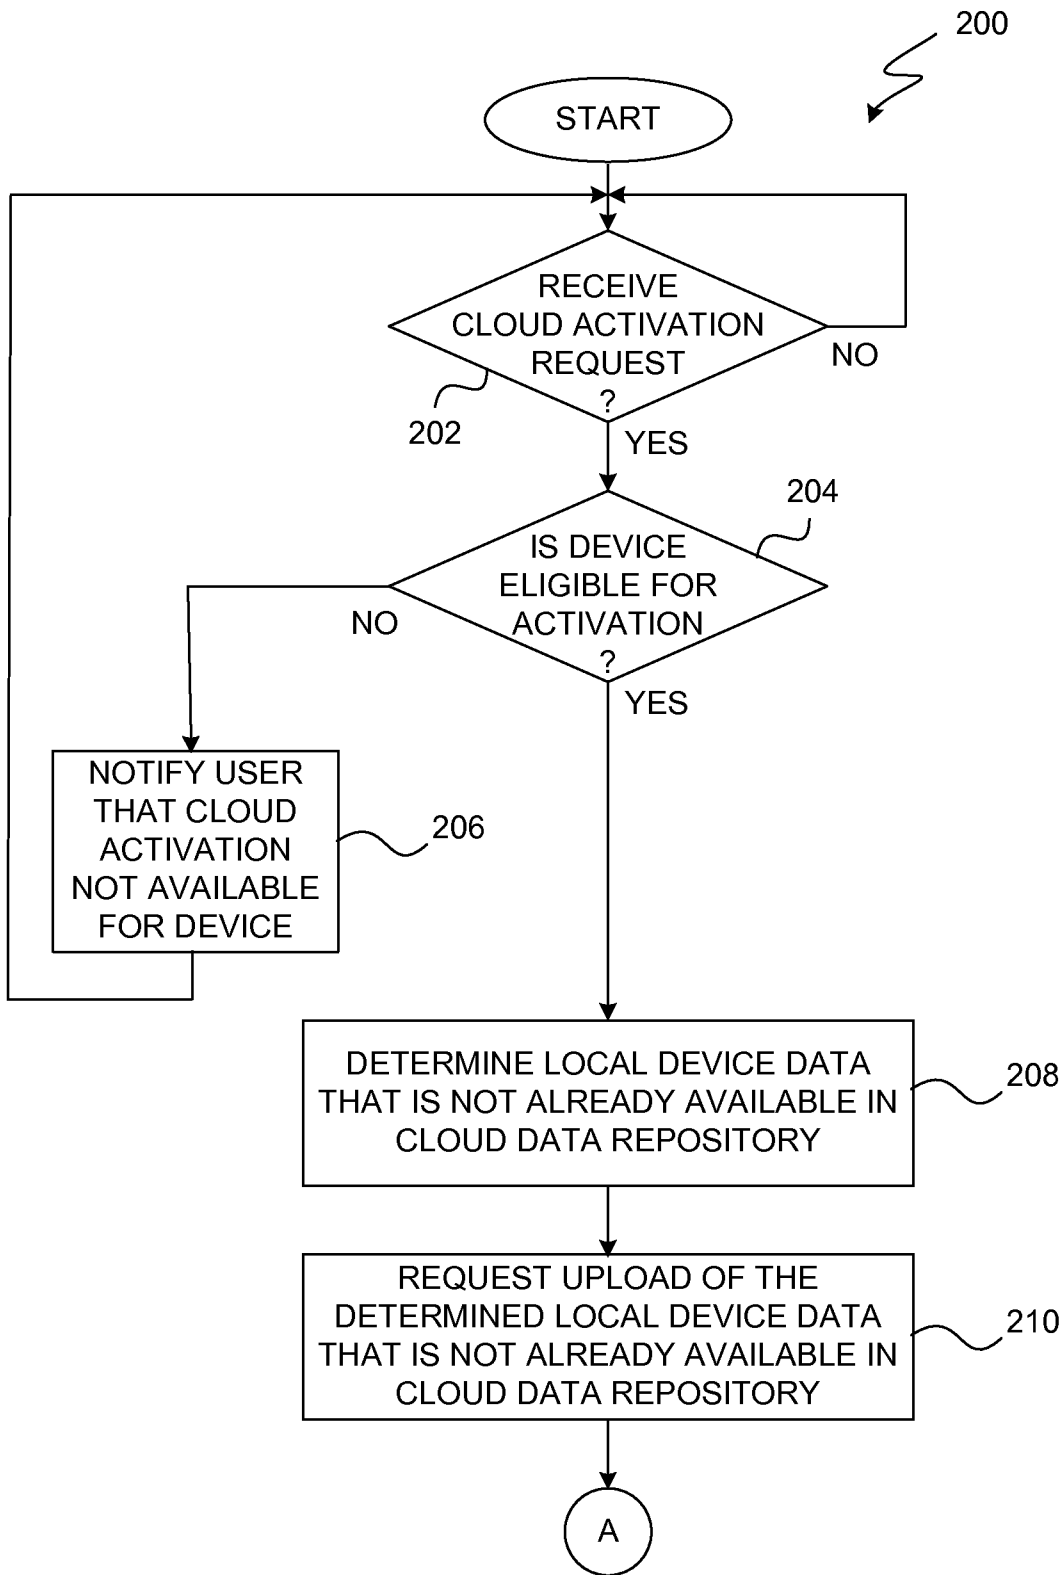 200
START
RECEIVE
CLOUD ACTIVATION
REQUEST
?
NO
202
YES
204
IS DEVICE
ELIGIBLE FOR
ACTIVATION
?
NO
YES
NOTIFY USER
THAT CLOUD
ACTIVATION
NOT AVAILABLE
FOR DEVICE
206
DETERMINE LOCAL DEVICE DATA
THAT IS NOT ALREADY AVAILABLE IN
CLOUD DATA REPOSITORY
208
REQUEST UPLOAD OF THE
DETERMINED LOCAL DEVICE DATA
THAT IS NOT ALREADY AVAILABLE IN
CLOUD DATA REPOSITORY
210
A